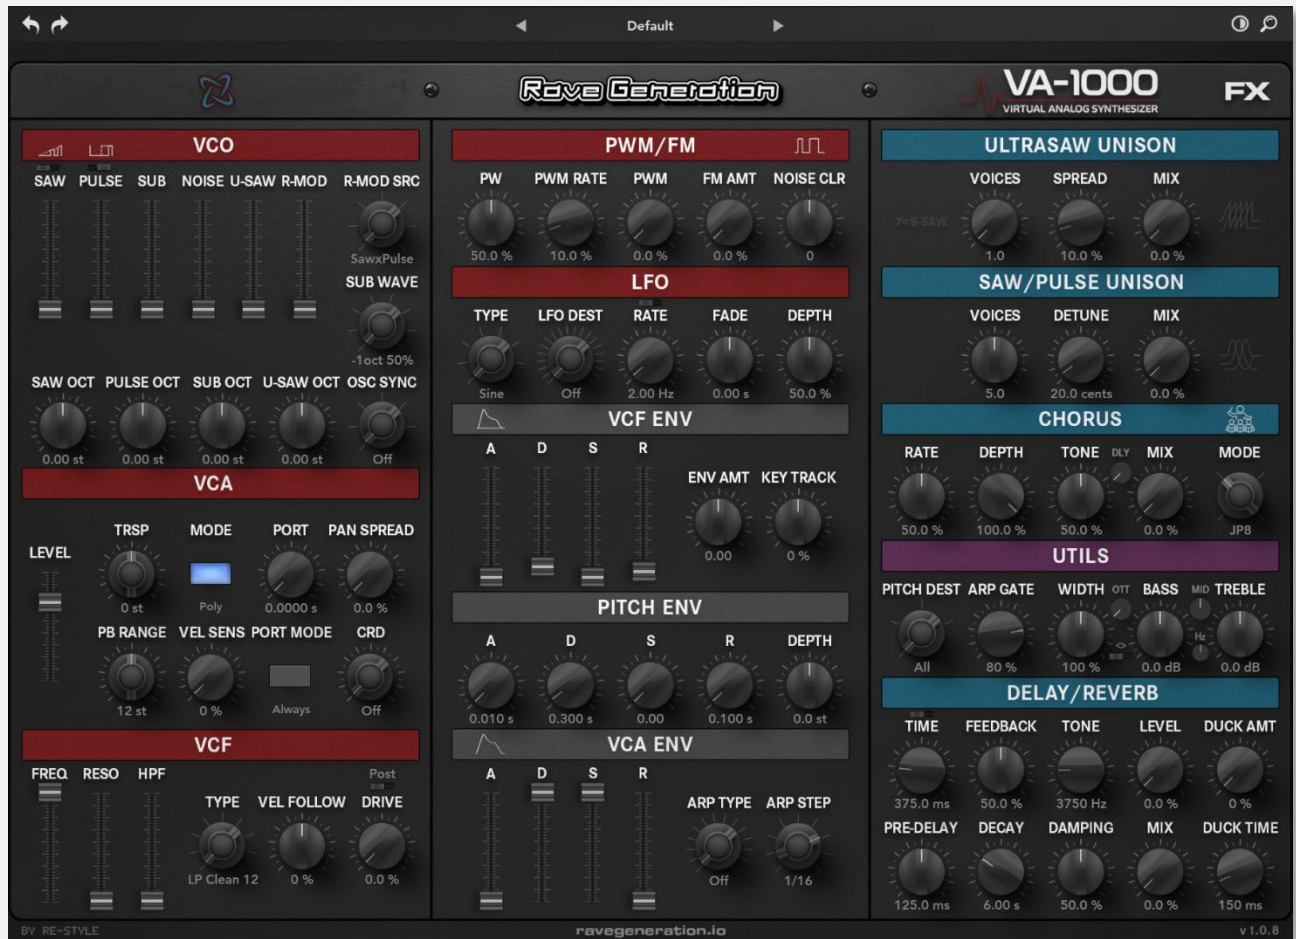 Default
Rave Generation
VA-1000
VIRTUAL ANALOG SYNTHESIZER
FX
VCO
SAW PULSE SUB NOISE U-SAW R-MOD R-MOD SRC
SawxPulse
SUB WAVE
-1oct 50%
SAW OCT PULSE OCT SUB OCT U-SAW OCT OSC SYNC
0.00 st 0.00 st 0.00 st 0.00 st Off
VCA
LEVEL
TRSP MODE PORT PAN SPREAD
0 st Poly 0.0000 s 0.0 %
PB RANGE VEL SENS PORT MODE CRD
12 st 0 % Always Off
VCF
FREQ RESO HPF
Post
TYPE VEL FOLLOW DRIVE
LP Clean 12 0 % 0.0 %
PWM/FM
PW PWM RATE PWM FM AMT NOISE CLR
50.0 % 10.0 % 0.0 % 0.0 % 0
LFO
TYPE LFO DEST RATE FADE DEPTH
Sine Off 2.00 Hz 0.00 s 50.0 %
VCF ENV
A D S R
ENV AMT KEY TRACK
0.00 0 %
PITCH ENV
A D S R DEPTH
0.010 s 0.300 s 0.00 0.100 s 0.0 st
VCA ENV
A D S R
ARP TYPE ARP STEP
Off 1/16
ULTRASAW UNISON
VOICES SPREAD MIX
7=S-SAW
1.0 10.0 % 0.0 %
SAW/PULSE UNISON
VOICES DETUNE MIX
5.0 20.0 cents 0.0 %
CHORUS
RATE DEPTH TONE DLY MIX MODE
50.0 % 100.0 % 50.0 % 0.0 % JP8
UTILS
PITCH DEST ARP GATE WIDTH OTT BASS MID TREBLE
Hz
All 80 % 100 % 0.0 dB 0.0 dB
DELAY/REVERB
TIME FEEDBACK TONE LEVEL DUCK AMT
375.0 ms 50.0 % 3750 Hz 0.0 % 0 %
PRE-DELAY DECAY DAMPING MIX DUCK TIME
125.0 ms 6.00 s 50.0 % 0.0 % 150 ms
BY RE-STYLE
ravegeneration.io
v1.0.8